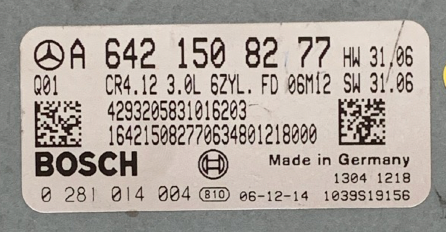 A 642 150 82 77 HW 31.06
Q01 CR4.12 3.0L 6ZYL. FD 06M12 SW 31.06
4293205831016203
16421508277063480121800​0
BOSCH Made in Germany
1304 1218
0 281 014 004 B10 06-12-14 1039S19156